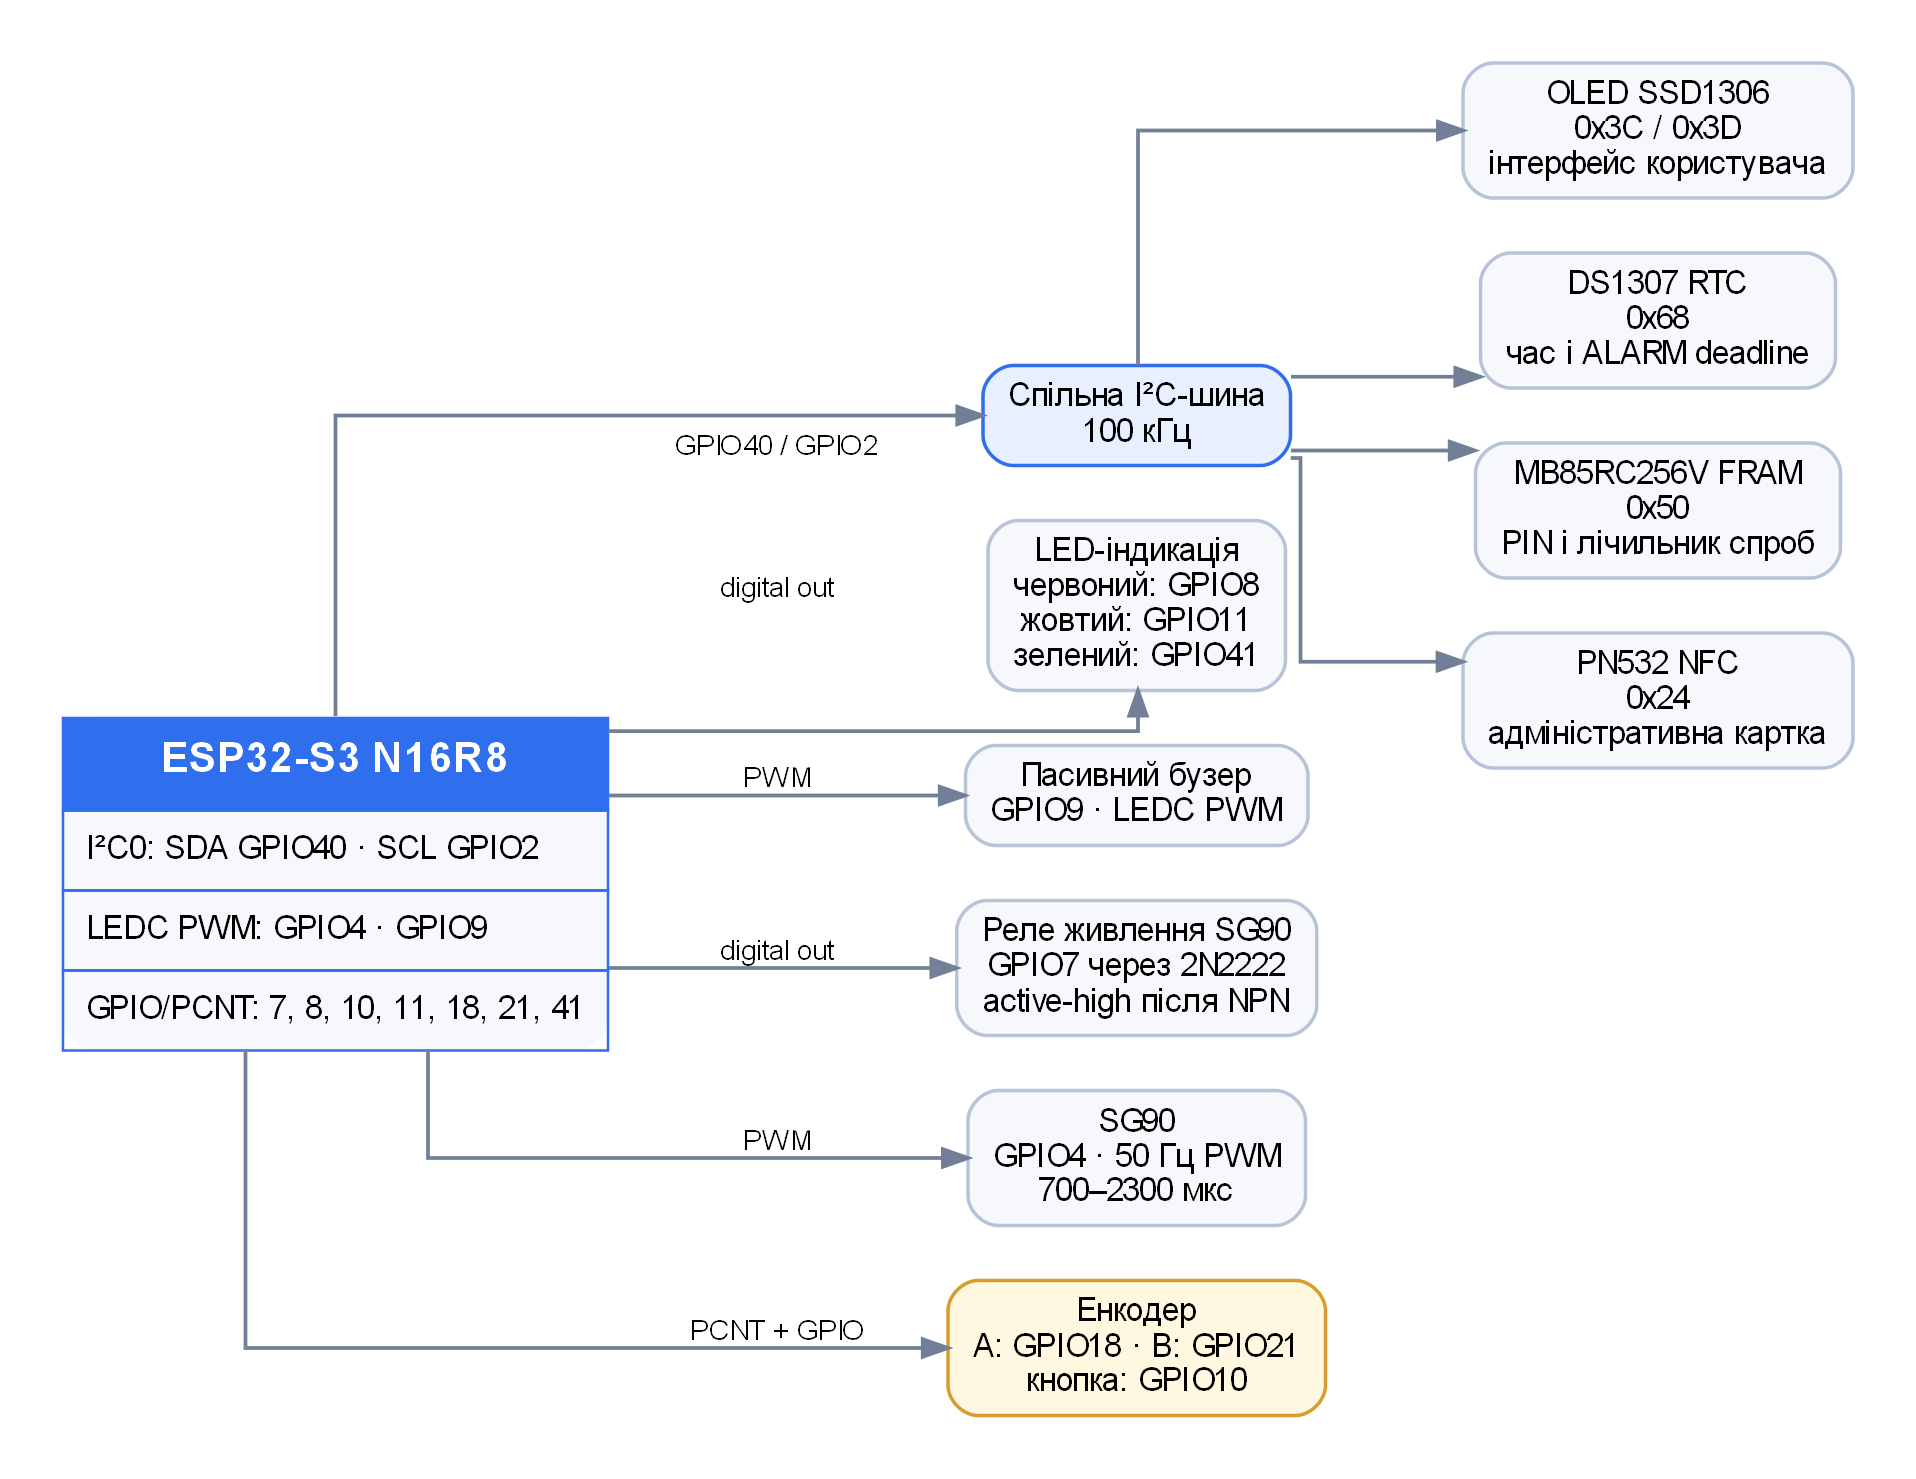 OLED SSD1306
0x3C / 0x3D
інтерфейс користувача
DS1307 RTC
0x68
час і ALARM deadline
Спільна I²C-шина
100 кГц
GPIO40 / GPIO2
MB85RC256V FRAM
0x50
PIN і лічильник спроб
LED-індикація
червоний: GPIO8
жовтий: GPIO11
зелений: GPIO41
digital out
PN532 NFC
0x24
адміністративна картка
ESP32-S3 N16R8
I²C0: SDA GPIO40 · SCL GPIO2
LEDC PWM: GPIO4 · GPIO9
GPIO/PCNT: 7, 8, 10, 11, 18, 21, 41
PWM
Пасивний бузер
GPIO9 · LEDC PWM
digital out
Реле живлення SG90
GPIO7 через 2N2222
active-high після NPN
PWM
SG90
GPIO4 · 50 Гц PWM
700–2300 мкс
PCNT + GPIO
Енкодер
A: GPIO18 · B: GPIO21
кнопка: GPIO10